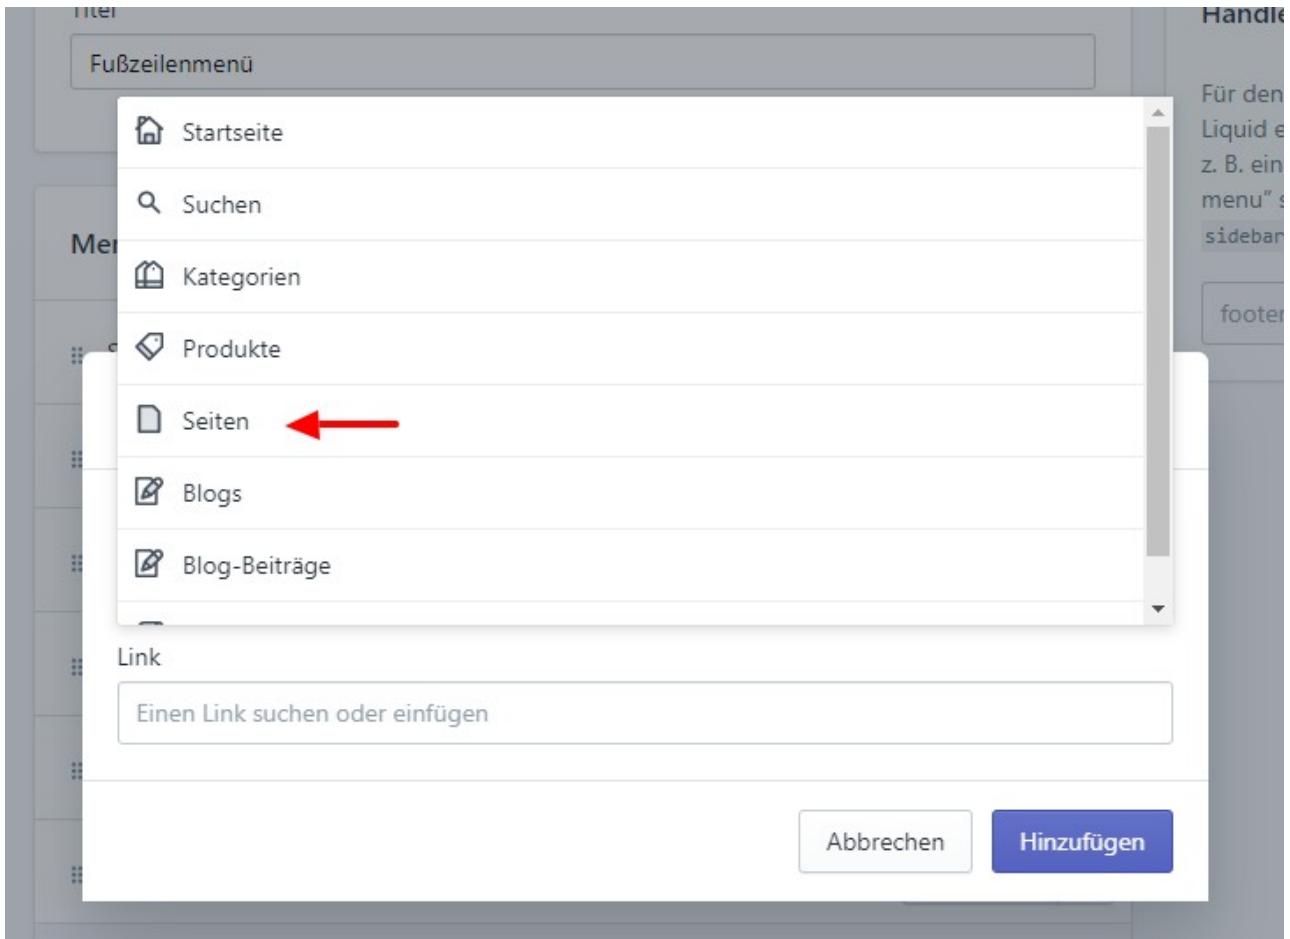 Titel
Fußzeilenmenü
Startseite
Suchen
Kategorien
Produkte
Seiten
Blogs
Blog-Beiträge
Link
Einen Link suchen oder einfügen
Abbrechen
Hinzufügen
Men
Handle
Für den
Liquid e
z. B. ein
menu" s
sidebar
footer